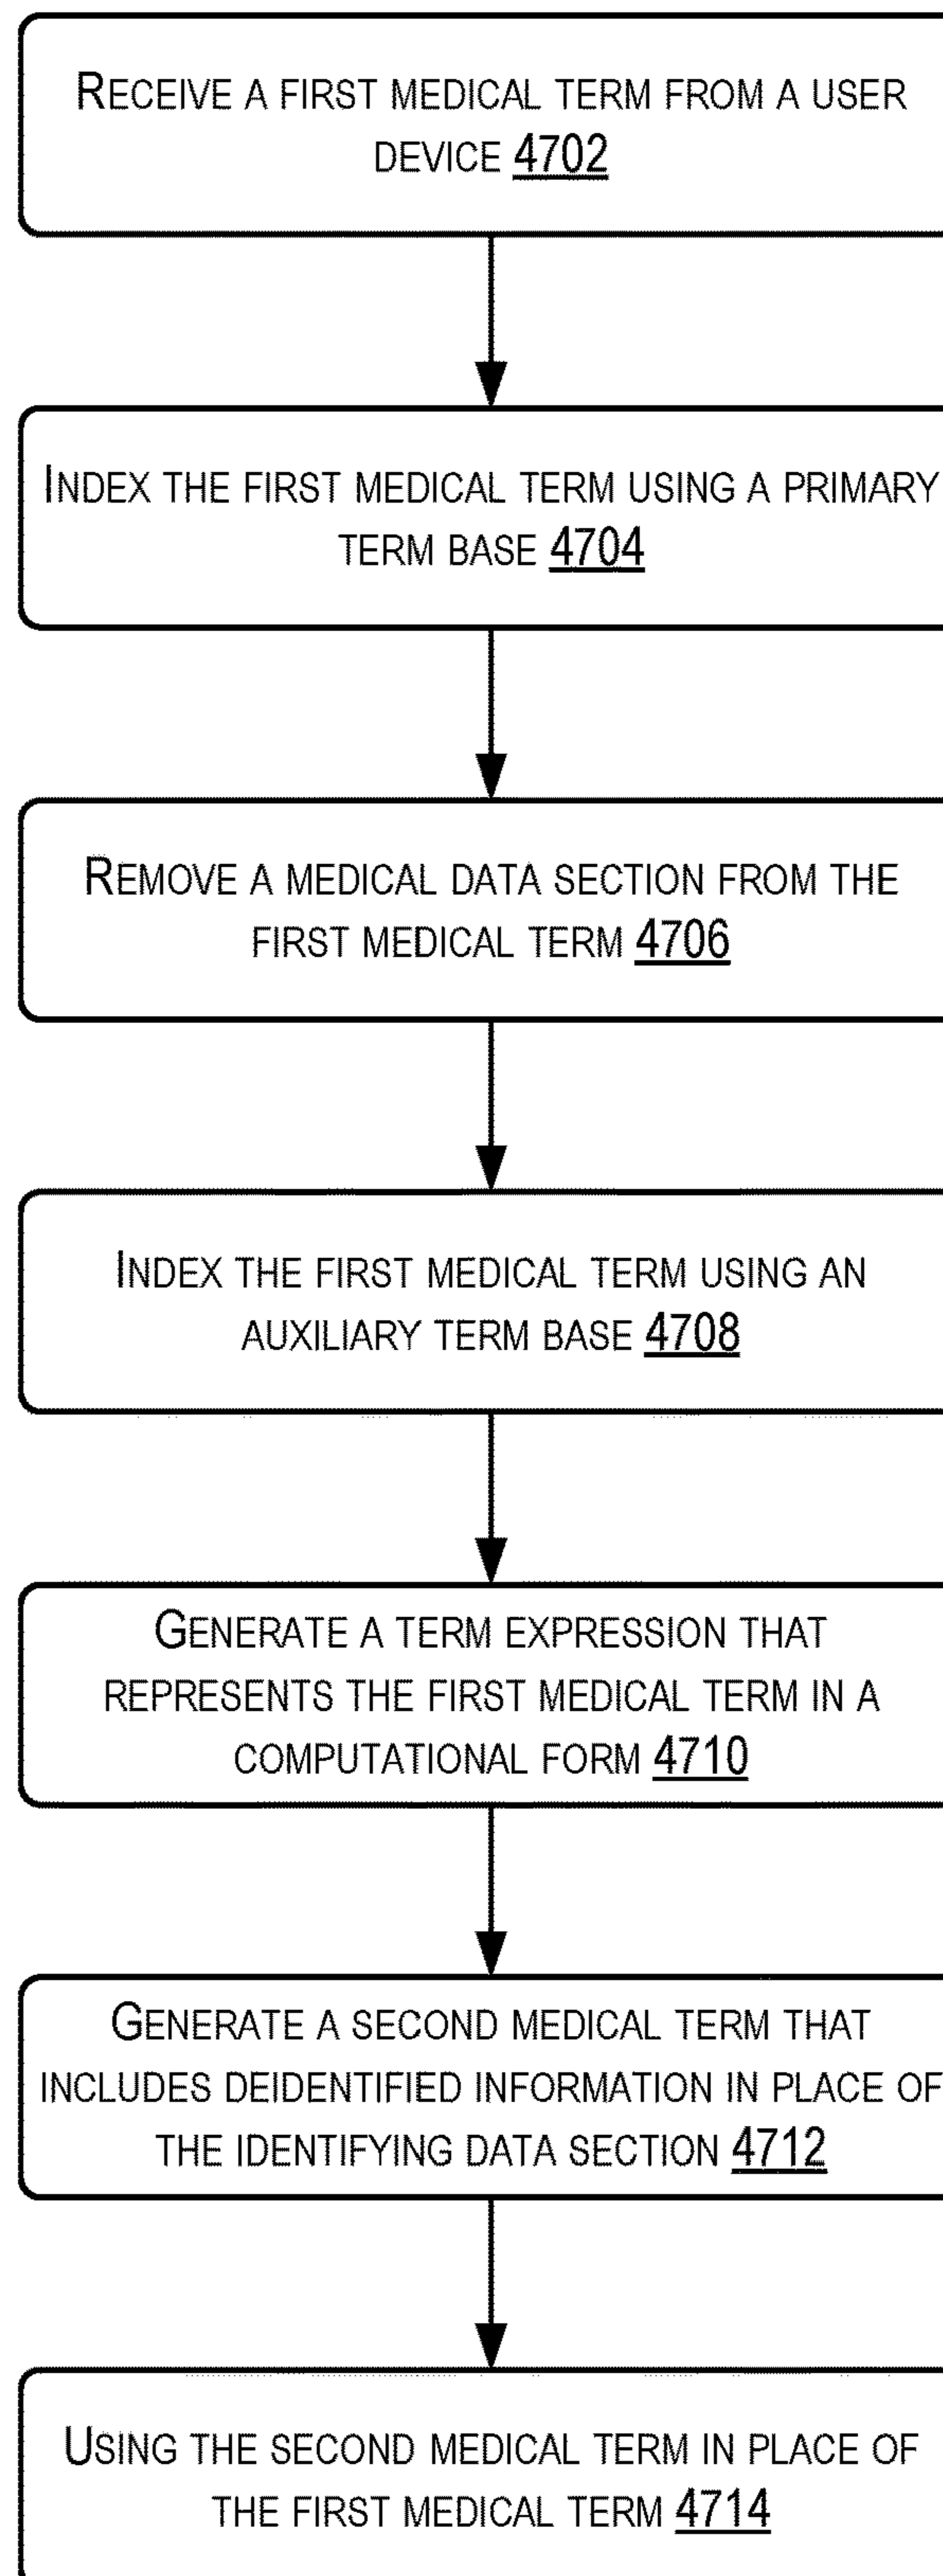 RECEIVE A FIRST MEDICAL TERM FROM A USER
DEVICE 4702
INDEX THE FIRST MEDICAL TERM USING A PRIMARY
TERM BASE 4704
REMOVE A MEDICAL DATA SECTION FROM THE
FIRST MEDICAL TERM 4706
INDEX THE FIRST MEDICAL TERM USING AN
AUXILIARY TERM BASE 4708
GENERATE A TERM EXPRESSION THAT
REPRESENTS THE FIRST MEDICAL TERM IN A
COMPUTATIONAL FORM 4710
GENERATE A SECOND MEDICAL TERM THAT
INCLUDES DEIDENTIFIED INFORMATION IN PLACE OF
THE IDENTIFYING DATA SECTION 4712
USING THE SECOND MEDICAL TERM IN PLACE OF
THE FIRST MEDICAL TERM 4714